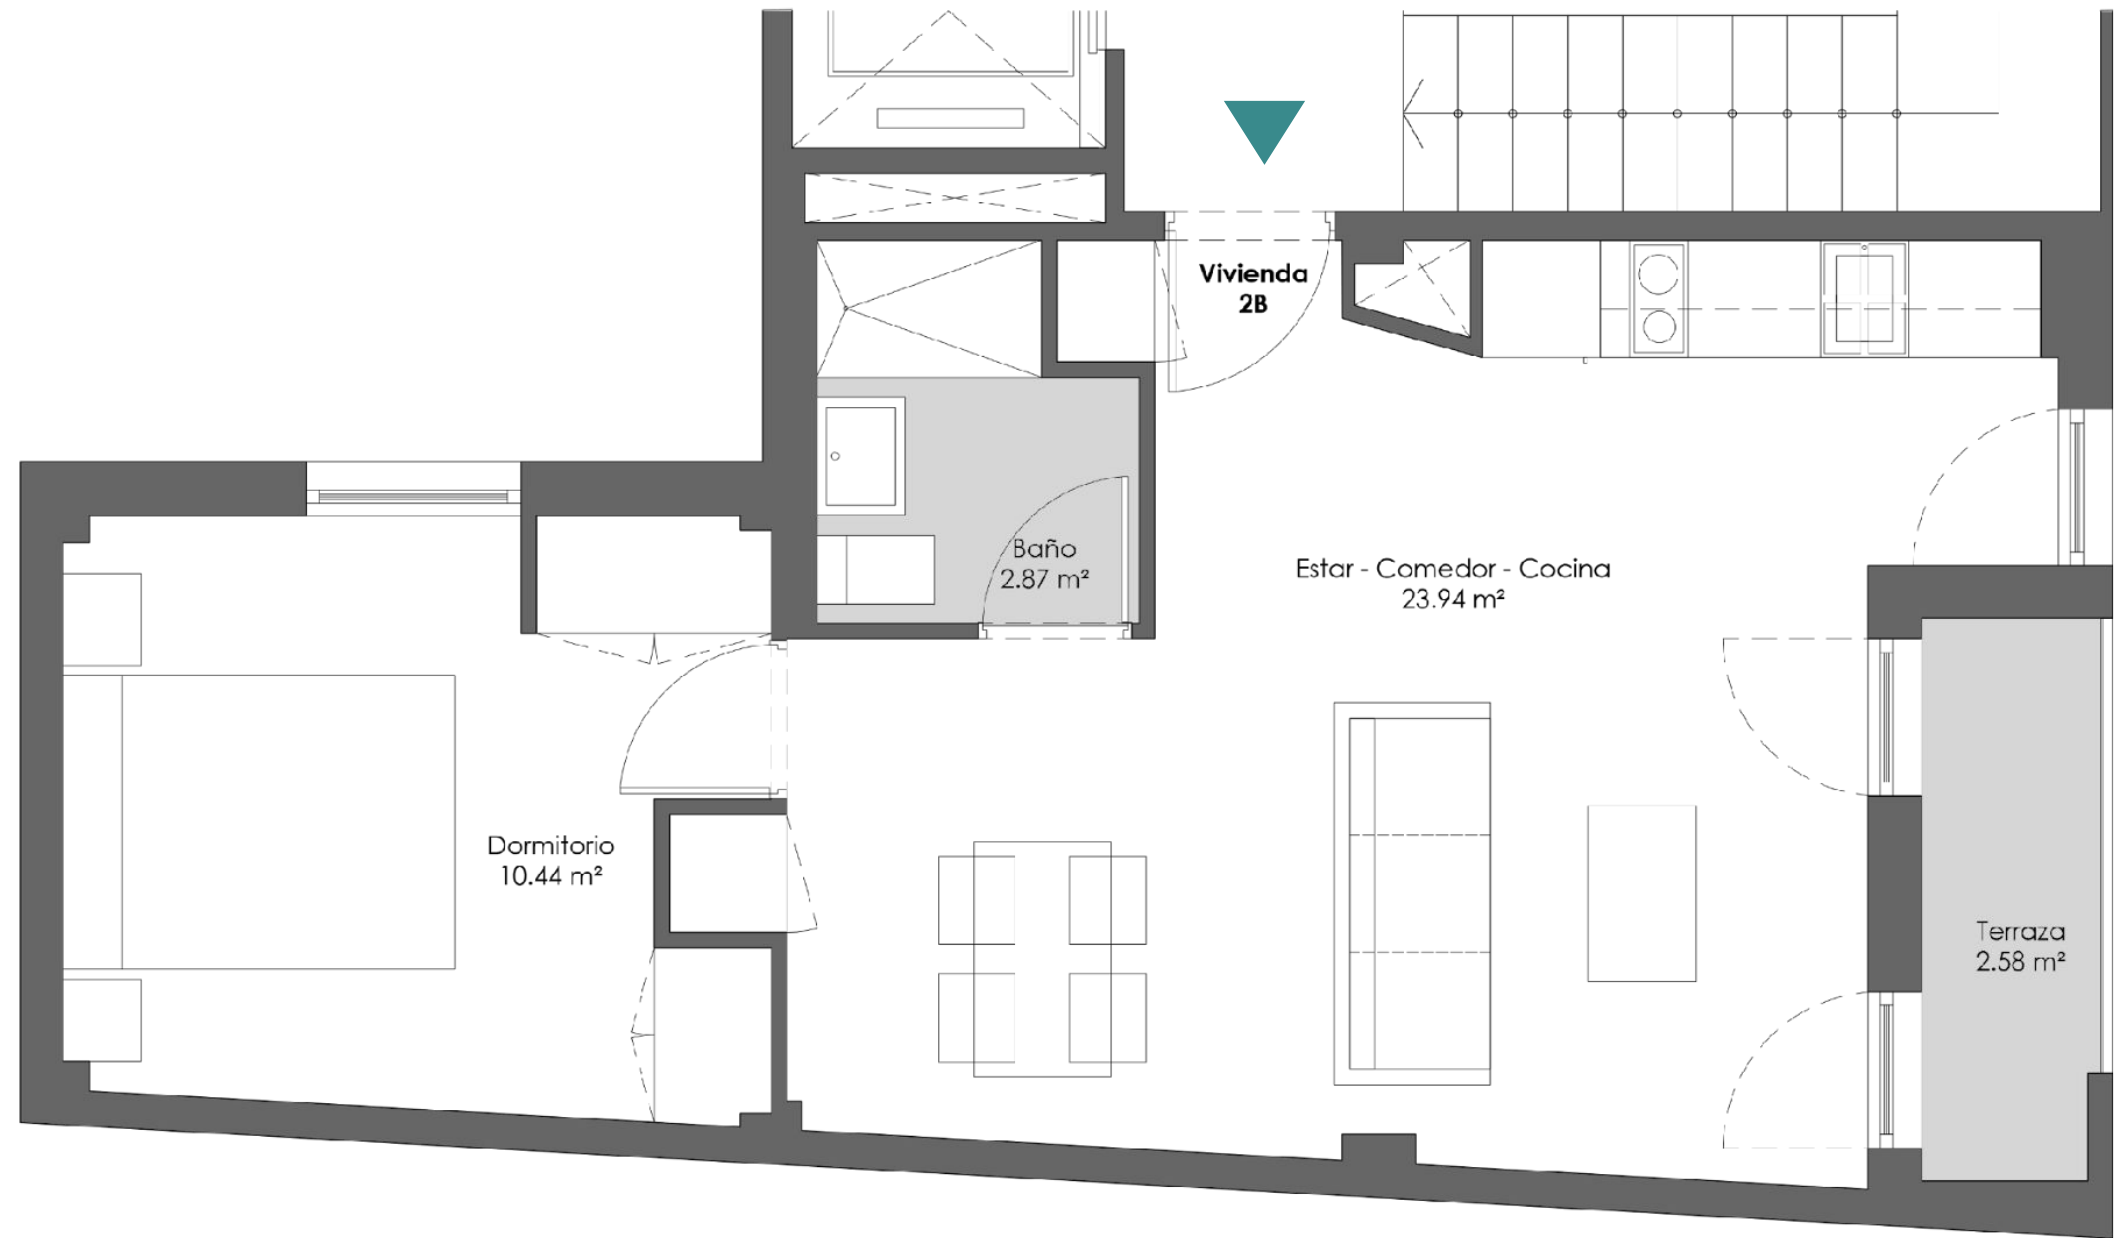 Vivienda
2B
Baño
2.87 m²
Estar - Comedor - Cocina
23.94 m²
Dormitorio
10.44 m²
Terraza
2.58 m²